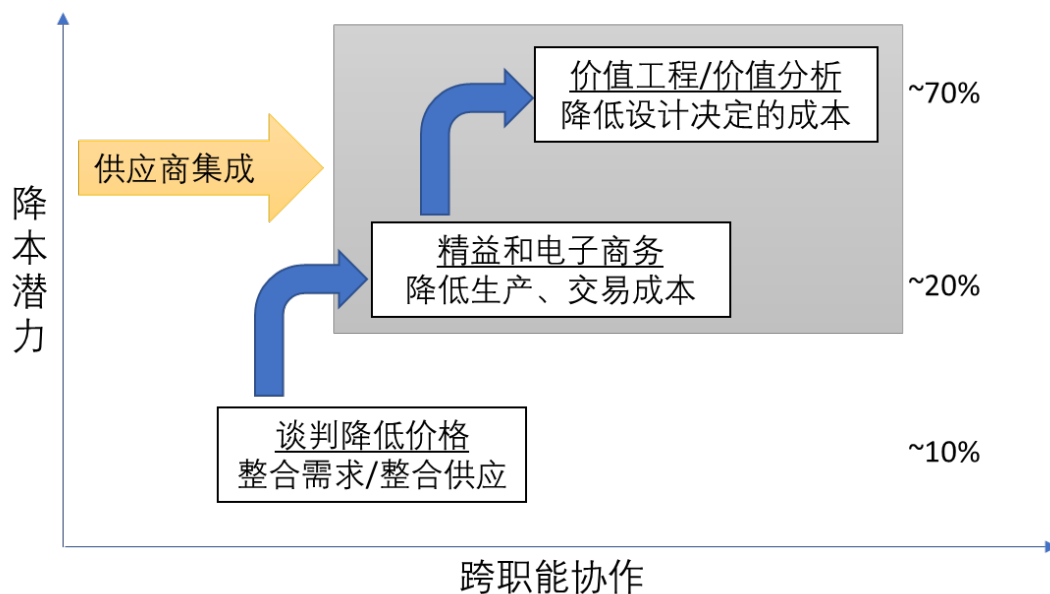 价值工程/价值分析
降低设计决定的成本
~70%
供应商集成
降本潜力
精益和电子商务
降低生产、交易成本
~20%
谈判降低价格
整合需求/整合供应
~10%
跨职能协作